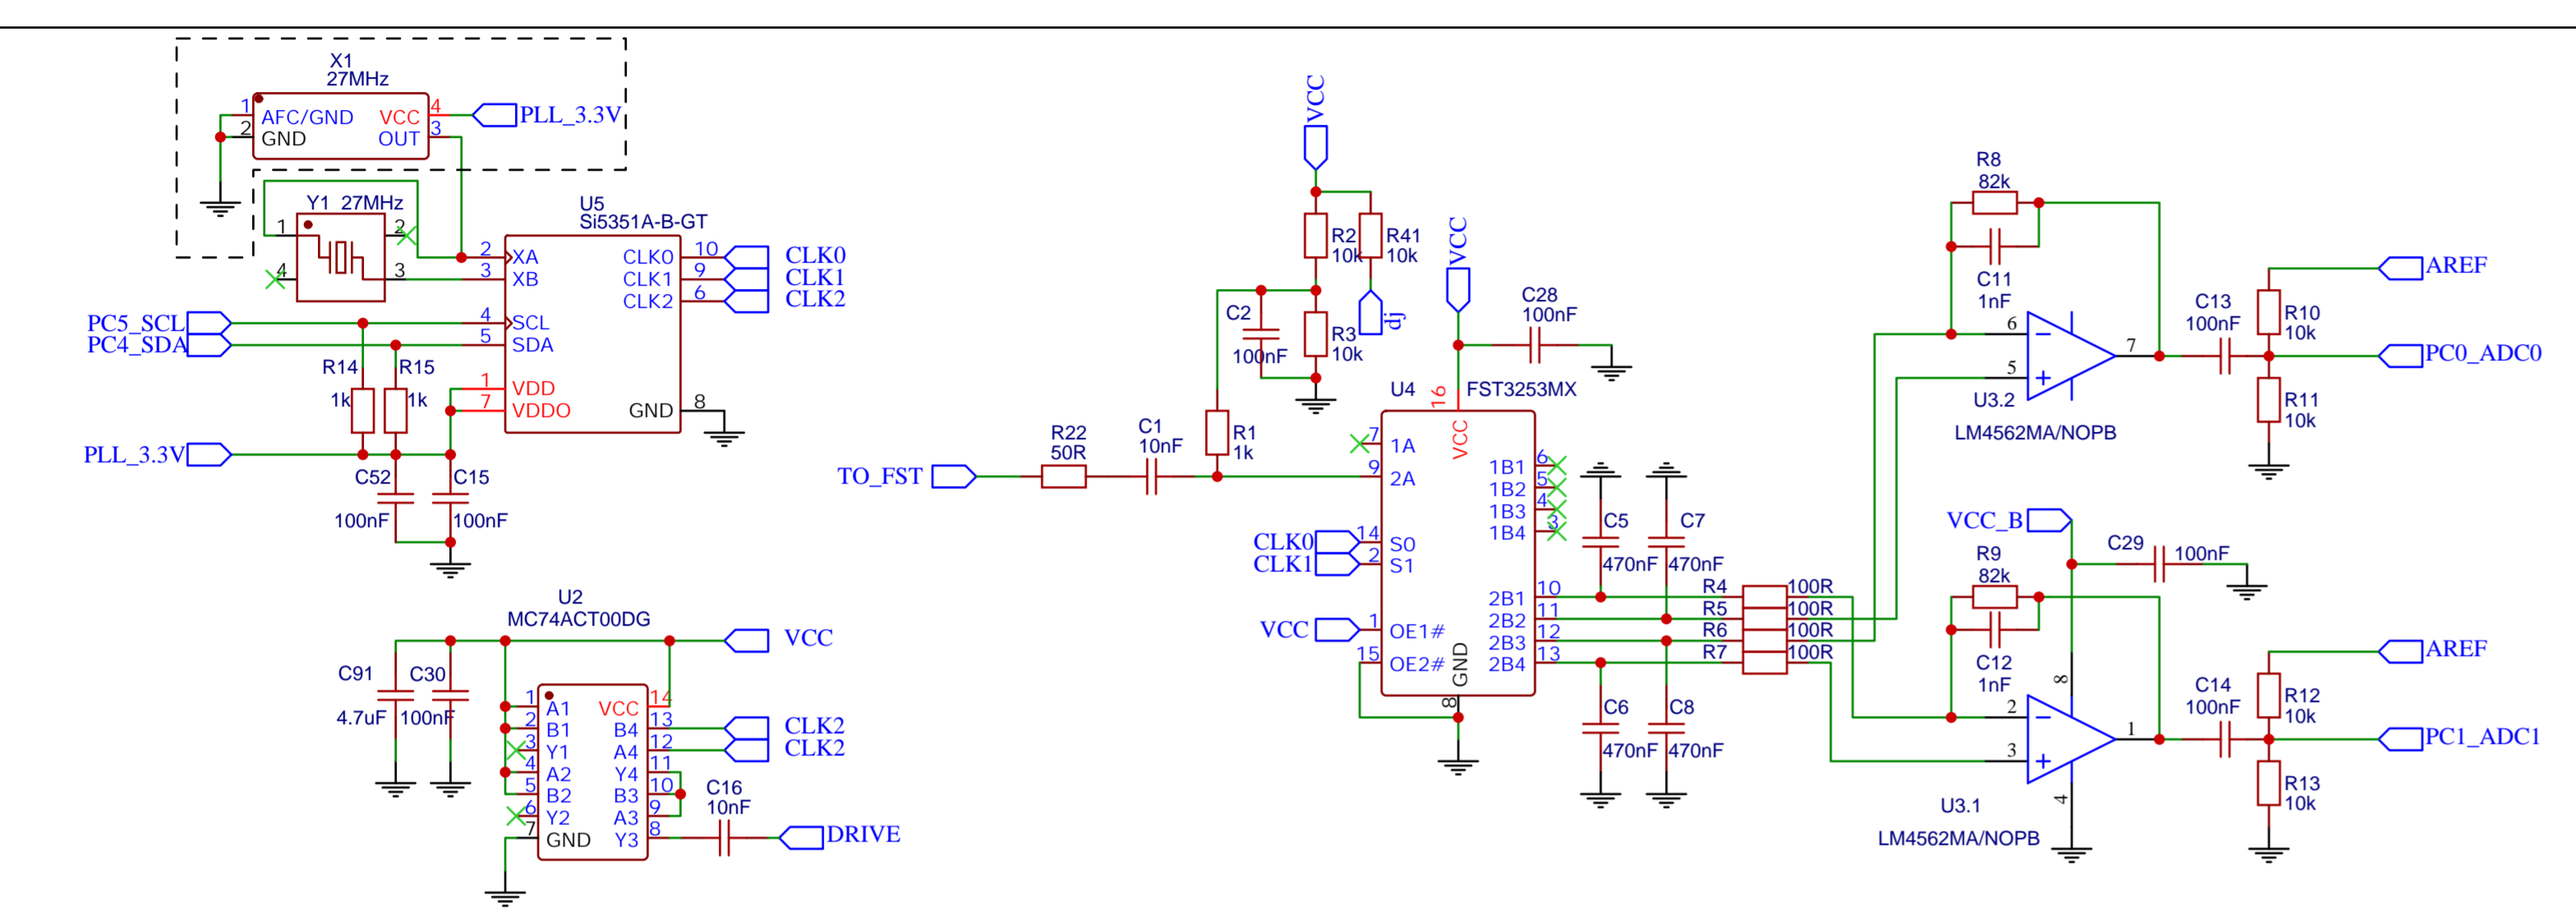 X1
27MHz
1
AFC/GND
VCC
4
PLL_3.3V
2
GND
OUT
3
Y1 27MHz
1
2
4
3
U5
Si5351A-B-GT
2
XA
CLK0
10
CLK0
3
XB
CLK1
9
CLK1
CLK2
6
CLK2
PC5_SCL
4
SCL
PC4_SDA
5
SDA
R14
R15
1k
1k
1
VDD
7
VDDO
GND
8
PLL_3.3V
C52
C15
100nF
100nF
U2
MC74ACT00DG
VCC
C91
C30
4.7uF
100nF
1
A1
VCC
14
2
B1
B4
13
CLK2
3
Y1
A4
12
CLK2
4
A2
Y4
11
5
B2
B3
10
6
Y2
A3
9
7
GND
Y3
8
C16
10nF
DRIVE
VCC
R2
10k
R41
10k
dj
C2
100nF
R3
10k
VCC
C28
100nF
TO_FST
R22
50R
C1
10nF
R1
1k
U4
FST3253MX
16
VCC
7
1A
9
2A
1B1
6
1B2
5
1B3
4
1B4
3
CLK0
14
S0
CLK1
2
S1
2B1
10
2B2
11
VCC
1
OE1#
2B3
12
15
OE2#
2B4
13
GND
8
C5
C7
470nF
470nF
R4
100R
R5
100R
R6
100R
R7
100R
C6
C8
470nF
470nF
R8
82k
C11
1nF
6
5
7
U3.2
LM4562MA/NOPB
C13
100nF
AREF
R10
10k
PC0_ADC0
R11
10k
VCC_B
C29
100nF
R9
82k
C12
1nF
8
2
3
1
4
U3.1
LM4562MA/NOPB
C14
100nF
AREF
R12
10k
PC1_ADC1
R13
10k